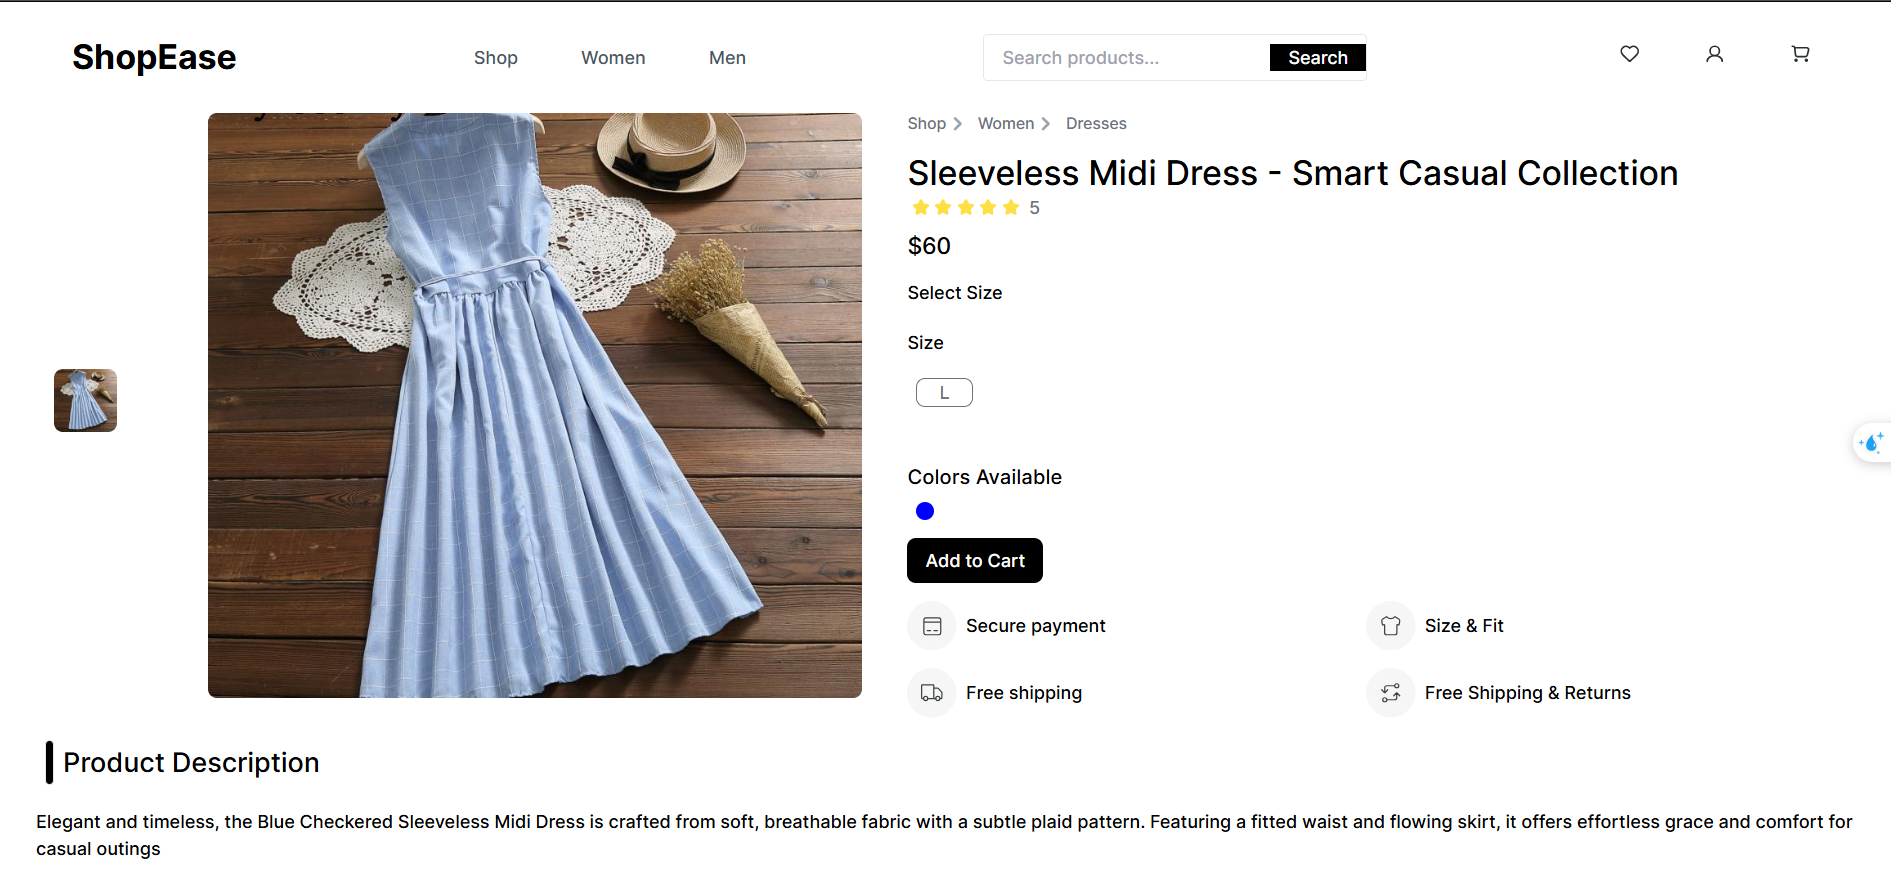 ShopEase
Shop
Women
Men
Search products...
Search
Shop
Women
Dresses
Sleeveless Midi Dress - Smart Casual Collection
5
$60
Select Size
Size
L
Colors Available
Add to Cart
Secure payment
Size & Fit
Free shipping
Free Shipping & Returns
Product Description
Elegant and timeless, the Blue Checkered Sleeveless Midi Dress is crafted from soft, breathable fabric with a subtle plaid pattern. Featuring a fitted waist and flowing skirt, it offers effortless grace and comfort for
casual outings